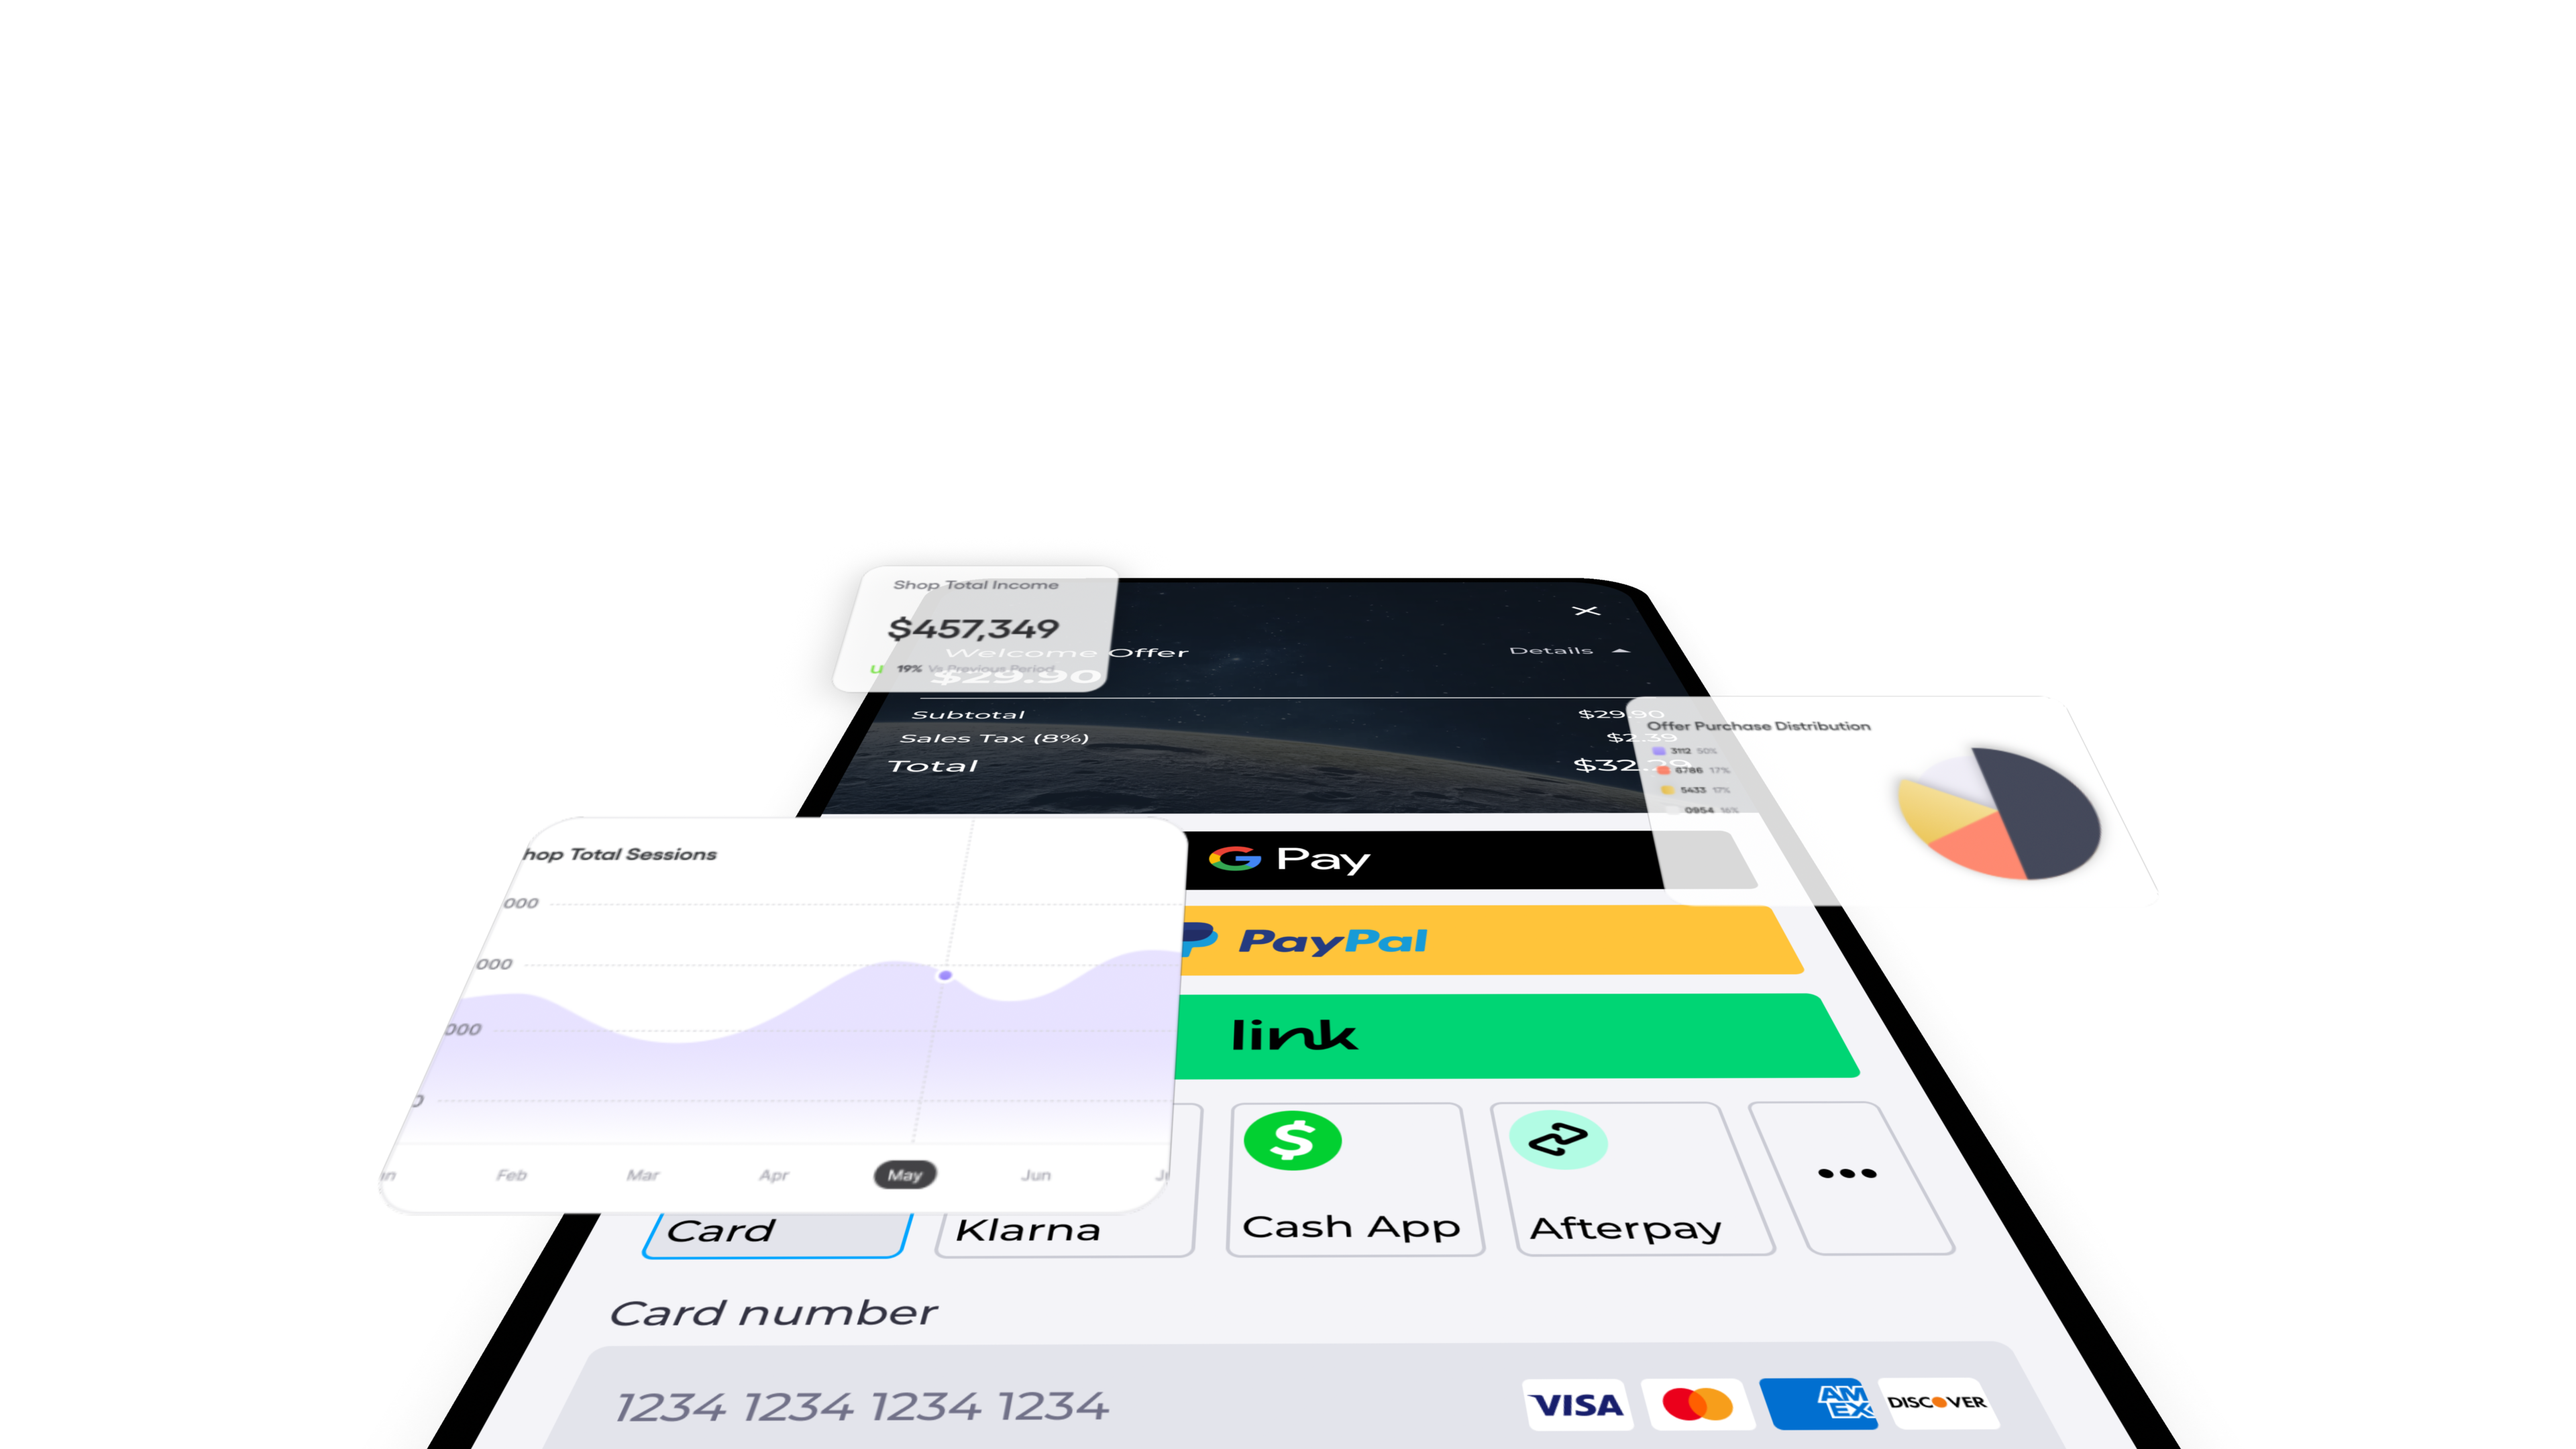 Shop Total Income
$457,349
19% Vs Previous Period
Welcome Offer
Details
$29.90
Subtotal
$29.90
Sales Tax (8%)
$2.39
Total
$32.29
Offer Purchase Distribution
3112 50%
6786 17%
5433 17%
0954 16%
hop Total Sessions
000
000
000
0
Feb
Mar
Apr
May
Jun
G Pay
PayPal
link
Card
Klarna
Cash App
Afterpay
Card number
1234 1234 1234 1234
VISA
AM
EX
DISCOVER